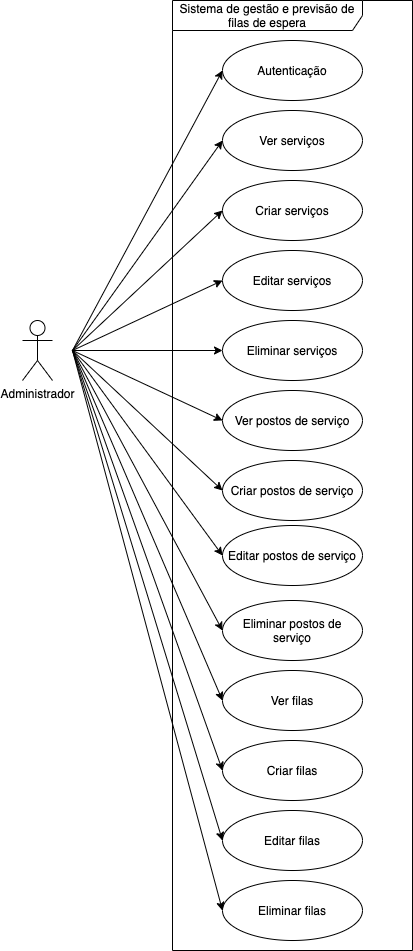 Sistema de gestão e previsão de
filas de espera
Autenticação
Ver serviços
Criar serviços
Editar serviços
Eliminar serviços
Administrador
Ver postos de serviço
Criar postos de serviço
Editar postos de serviço
Eliminar postos de
serviço
Ver filas
Criar filas
Editar filas
Eliminar filas